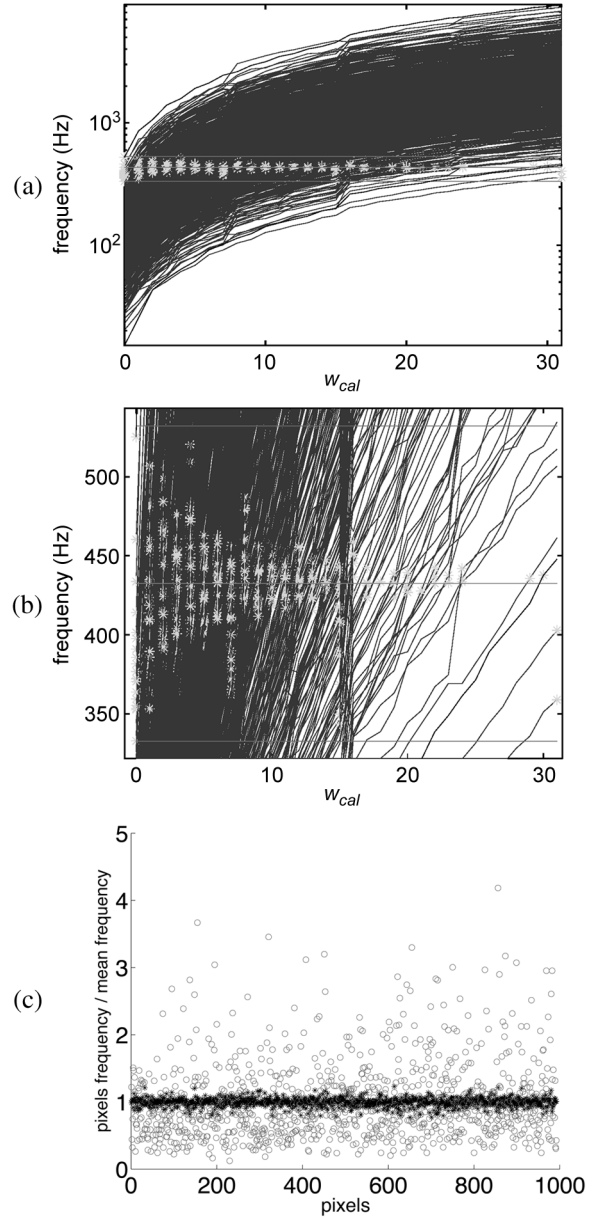 (a)
frequency (Hz)
10³
10²
0 10 20 30
w_cal
(b)
frequency (Hz)
500
450
400
350
0 10 20 30
w_cal
(c)
pixels frequency / mean frequency
5
4
3
2
1
0
0 200 400 600 800 1000
pixels